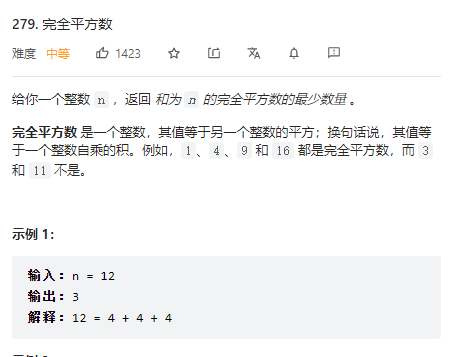 279. 完全平方数
难度 中等 1423
给你一个整数 n ，返回 和为 n 的完全平方数的最少数量 。
完全平方数 是一个整数，其值等于另一个整数的平方；换句话说，其值等
于一个整数自乘的积。例如，1、4、9 和 16 都是完全平方数，而 3
和 11 不是。
示例 1：
输入：n = 12
输出：3
解释：12 = 4 + 4 + 4